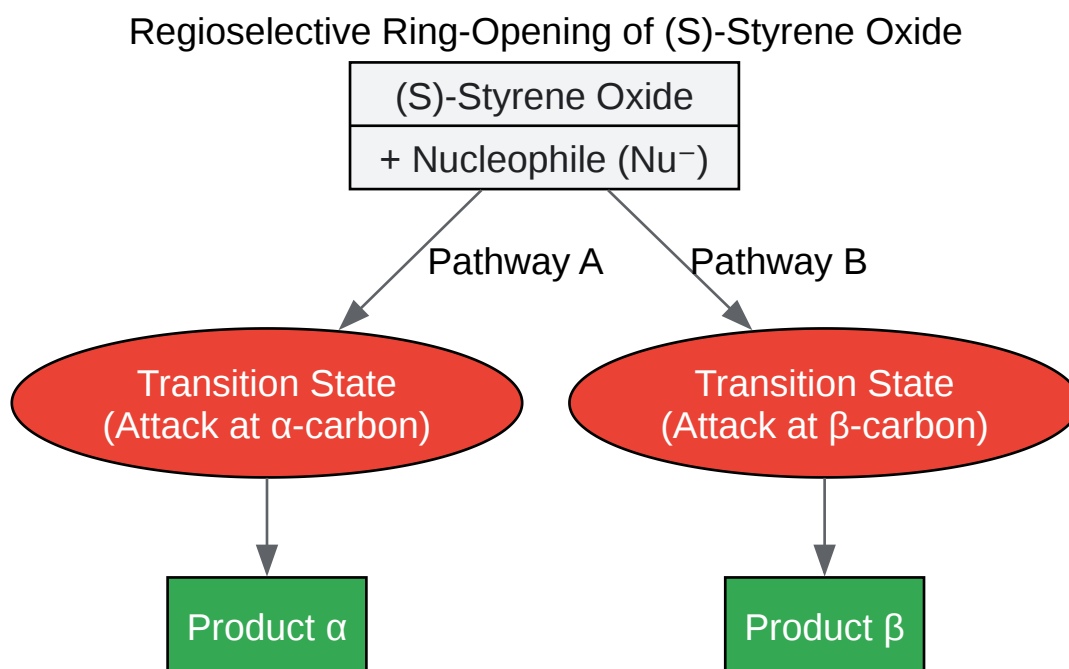 Regioselective Ring-Opening of (S)-Styrene Oxide
(S)-Styrene Oxide
+ Nucleophile (Nu⁻)
Pathway A
Pathway B
Transition State
(Attack at α-carbon)
Transition State
(Attack at β-carbon)
Product α
Product β